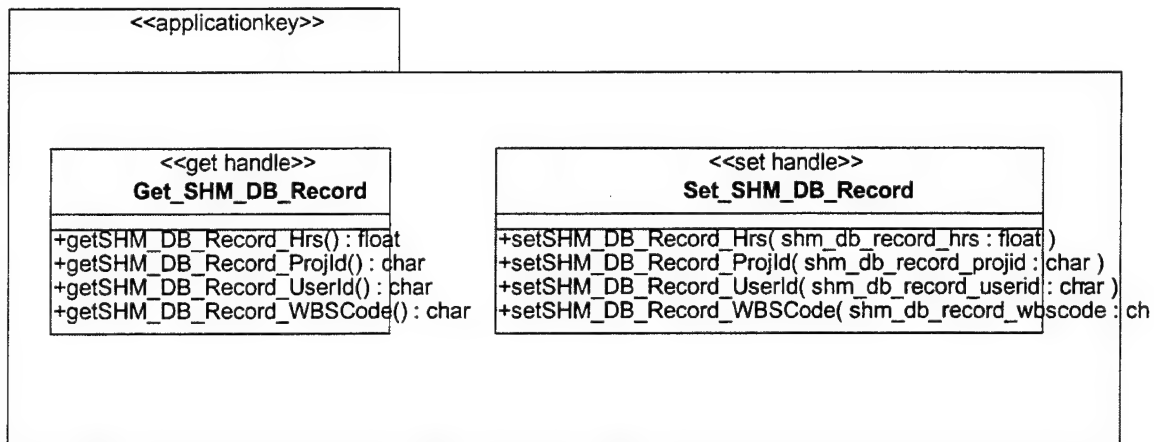 <<applicationkey>>
<<get handle>>
Get_SHM_DB_Record
+getSHM_DB_Record_Hrs() : float
+getSHM_DB_Record_ProjId() : char
+getSHM_DB_Record_UserId() : char
+getSHM_DB_Record_WBSCode() : char
<<set handle>>
Set_SHM_DB_Record
+setSHM_DB_Record_Hrs( shm_db_record_hrs : float )
+setSHM_DB_Record_ProjId( shm_db_record_projid : char )
+setSHM_DB_Record_UserId( shm_db_record_userid : char )
+setSHM_DB_Record_WBSCode( shm_db_record_wbscode : ch